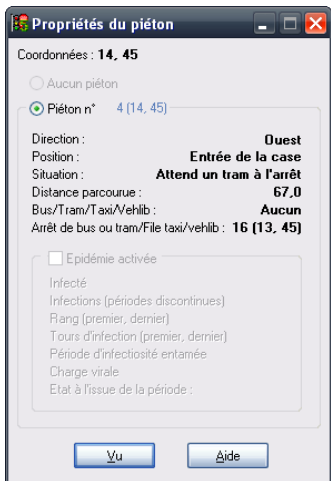 Propriétés du piéton
Coordonnées : 14, 45
Aucun piéton
Piéton n° 4 (14, 45)
Direction : Ouest
Position : Entrée de la case
Situation : Attend un tram à l'arrêt
Distance parcourue : 67,0
Bus/Tram/Taxi/Vehlib : Aucun
Arrêt de bus ou tram/File taxi/vehlib : 16 (13, 45)
Epidémie activée
Infecté
Infections (périodes discontinues)
Rang (premier, dernier)
Tours d'infection (premier, dernier)
Période d'infectiosité entamée
Charge virale
Etat à l'issue de la période :
Vu Aide